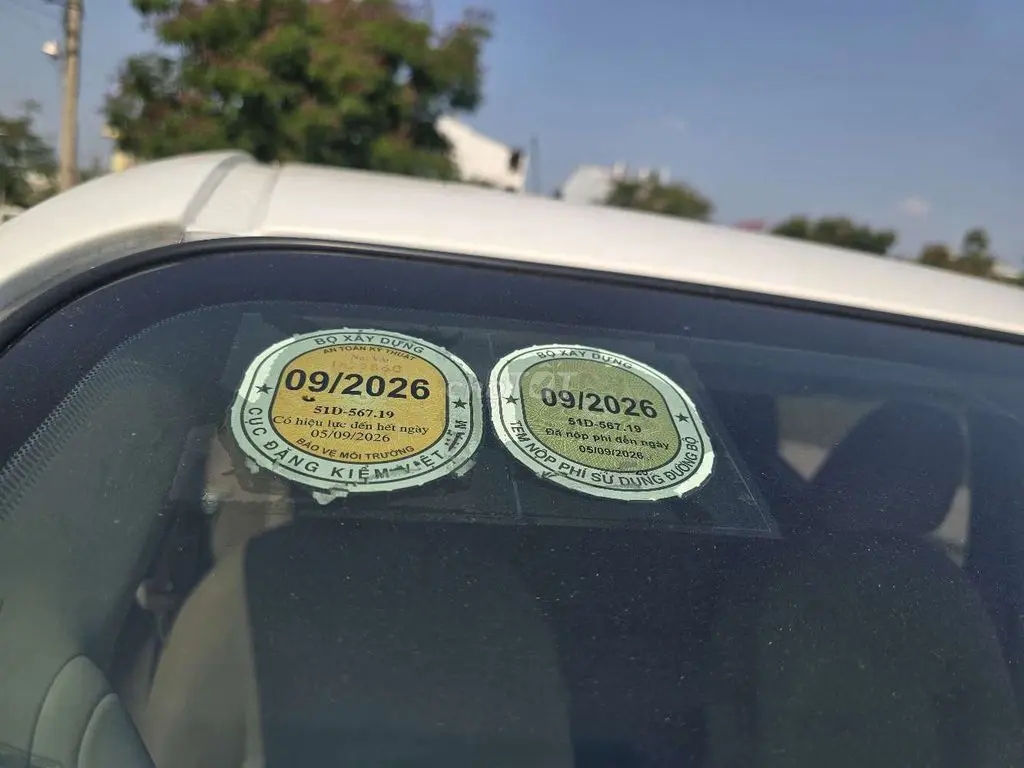 BỘ XÂY DỰNG
AN TOÀN KỸ THUẬT
09/2026
51D-567.19
Có hiệu lực đến hết ngày
05/09/2026
BẢO VỆ MÔI TRƯỜNG
CỤC ĐĂNG KIỂM VIỆT NAM
BỘ XÂY DỰNG
09/2026
51D-567.19
Đã nộp phí đến ngày
05/09/2026
TEM NỘP PHÍ SỬ DỤNG ĐƯỜNG BỘ